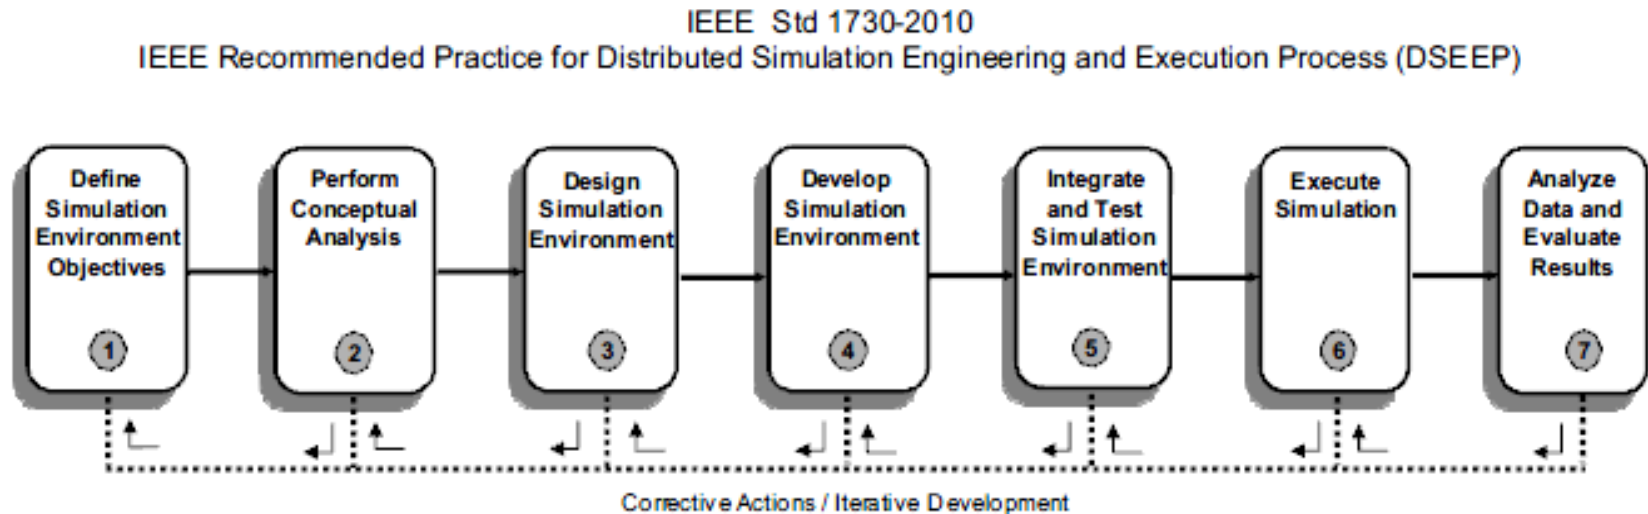 IEEE Std 1730-2010
IEEE Recommended Practice for Distributed Simulation Engineering and Execution Process (DSEEP)
Define
Simulation
Environment
Objectives
1
Perform
Conceptual
Analysis
2
Design
Simulation
Environment
3
Develop
Simulation
Environment
4
Integrate
and Test
Simulation
Environment
5
Execute
Simulation
6
Analyze
Data and
Evaluate
Results
7
Corrective Actions / Iterative Development